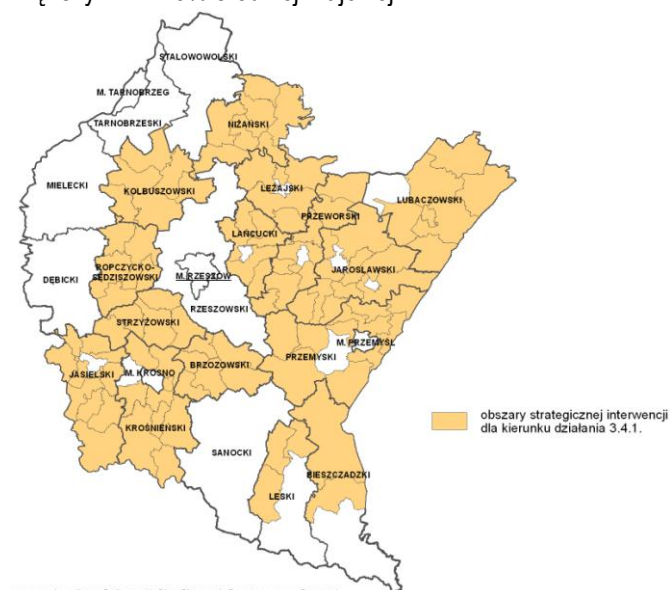 STALOWOWOLSKI
M. TARNOBRZEG
TARNOBRZESKI
NIŻAŃSKI
MIELECKI
KOLBUSZOWSKI
LEŻAJSKI
LUBACZOWSKI
PRZEWORSKI
ŁAŃCUCKI
ROPCZYCKO-
SĘDZISZOWSKI
M. RZESZÓW
JAROSŁAWSKI
DĘBICKI
RZESZOWSKI
STRZYŻOWSKI
M. PRZEMYŚL
PRZEMYSKI
BRZOZOWSKI
JASIELSKI
M. KROSNO
obszary strategicznej interwencji
dla kierunku działania 3.4.1.
KROŚNIEŃSKI
SANOCKI
BIESZCZADZKI
LESKI